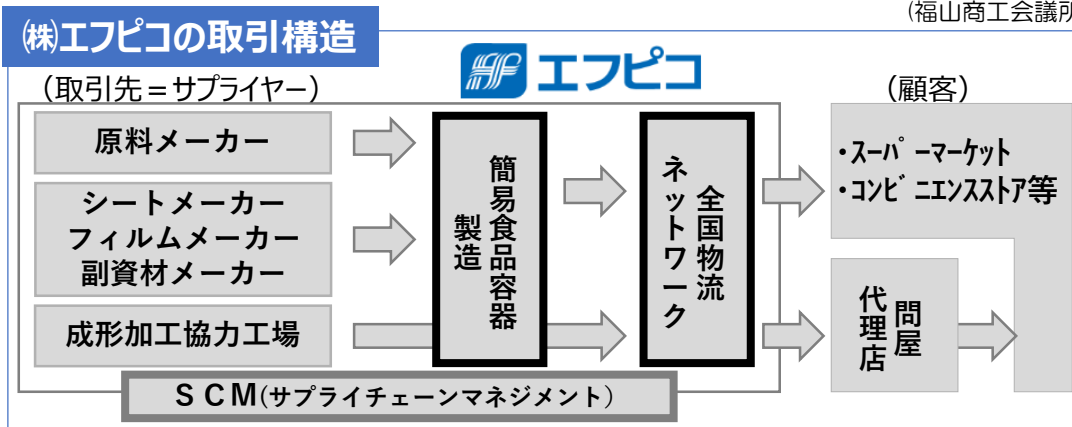 (福山商工会議所
㈱エフピコの取引構造
エフピコ
（取引先＝サプライヤー）
（顧客）
原料メーカー
シートメーカー
フィルムメーカー
副資材メーカー
成形加工協力工場
簡易食品容器
製造
全国物流
ネットワーク
・スーパーマーケット
・コンビニエンスストア等
問屋
代理店
ＳＣＭ(サプライチェーンマネジメント）